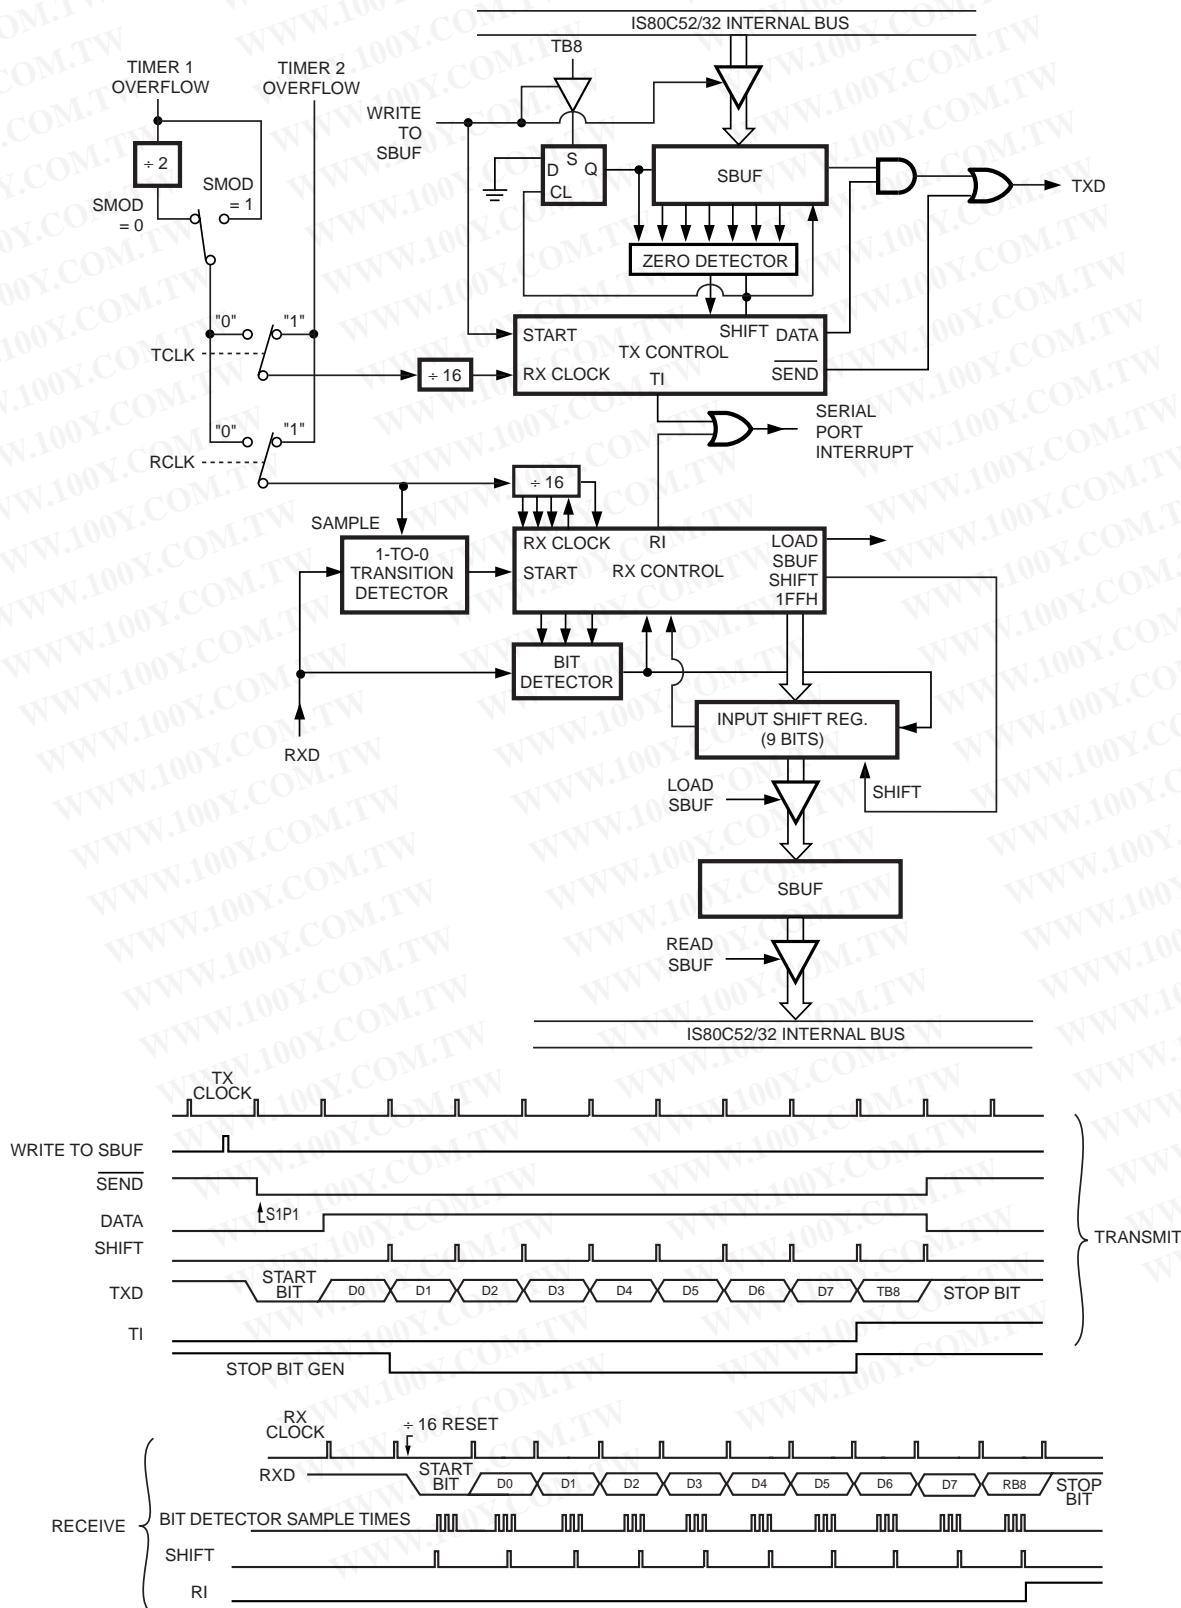 IS80C52/32 INTERNAL BUS
TB8
TIMER 1
OVERFLOW
TIMER 2
OVERFLOW
WRITE
TO
SBUF
÷ 2
SMOD
= 1
SMOD
= 0
D
S
Q
CL
SBUF
TXD
ZERO DETECTOR
"0"
"1"
TCLK
START
SHIFT
DATA
TX CONTROL
÷ 16
RX CLOCK
TI
SEND
"0"
"1"
RCLK
SERIAL
PORT
INTERRUPT
÷ 16
SAMPLE
1-TO-0
TRANSITION
DETECTOR
RX CLOCK
RI
LOAD
SBUF
START
RX CONTROL
SHIFT
1FFH
BIT
DETECTOR
RXD
INPUT SHIFT REG.
(9 BITS)
LOAD
SBUF
SHIFT
SBUF
READ
SBUF
IS80C52/32 INTERNAL BUS
TX
CLOCK
WRITE TO SBUF
SEND
S1P1
DATA
SHIFT
TRANSMIT
TXD
START
BIT
D0 D1 D2 D3 D4 D5 D6 D7 TB8 STOP BIT
TI
STOP BIT GEN
RX
CLOCK
÷ 16 RESET
RXD
START
BIT
D0 D1 D2 D3 D4 D5 D6 D7 RB8 STOP
BIT
RECEIVE
BIT DETECTOR SAMPLE TIMES
SHIFT
RI
WWW.100Y.COM.TW